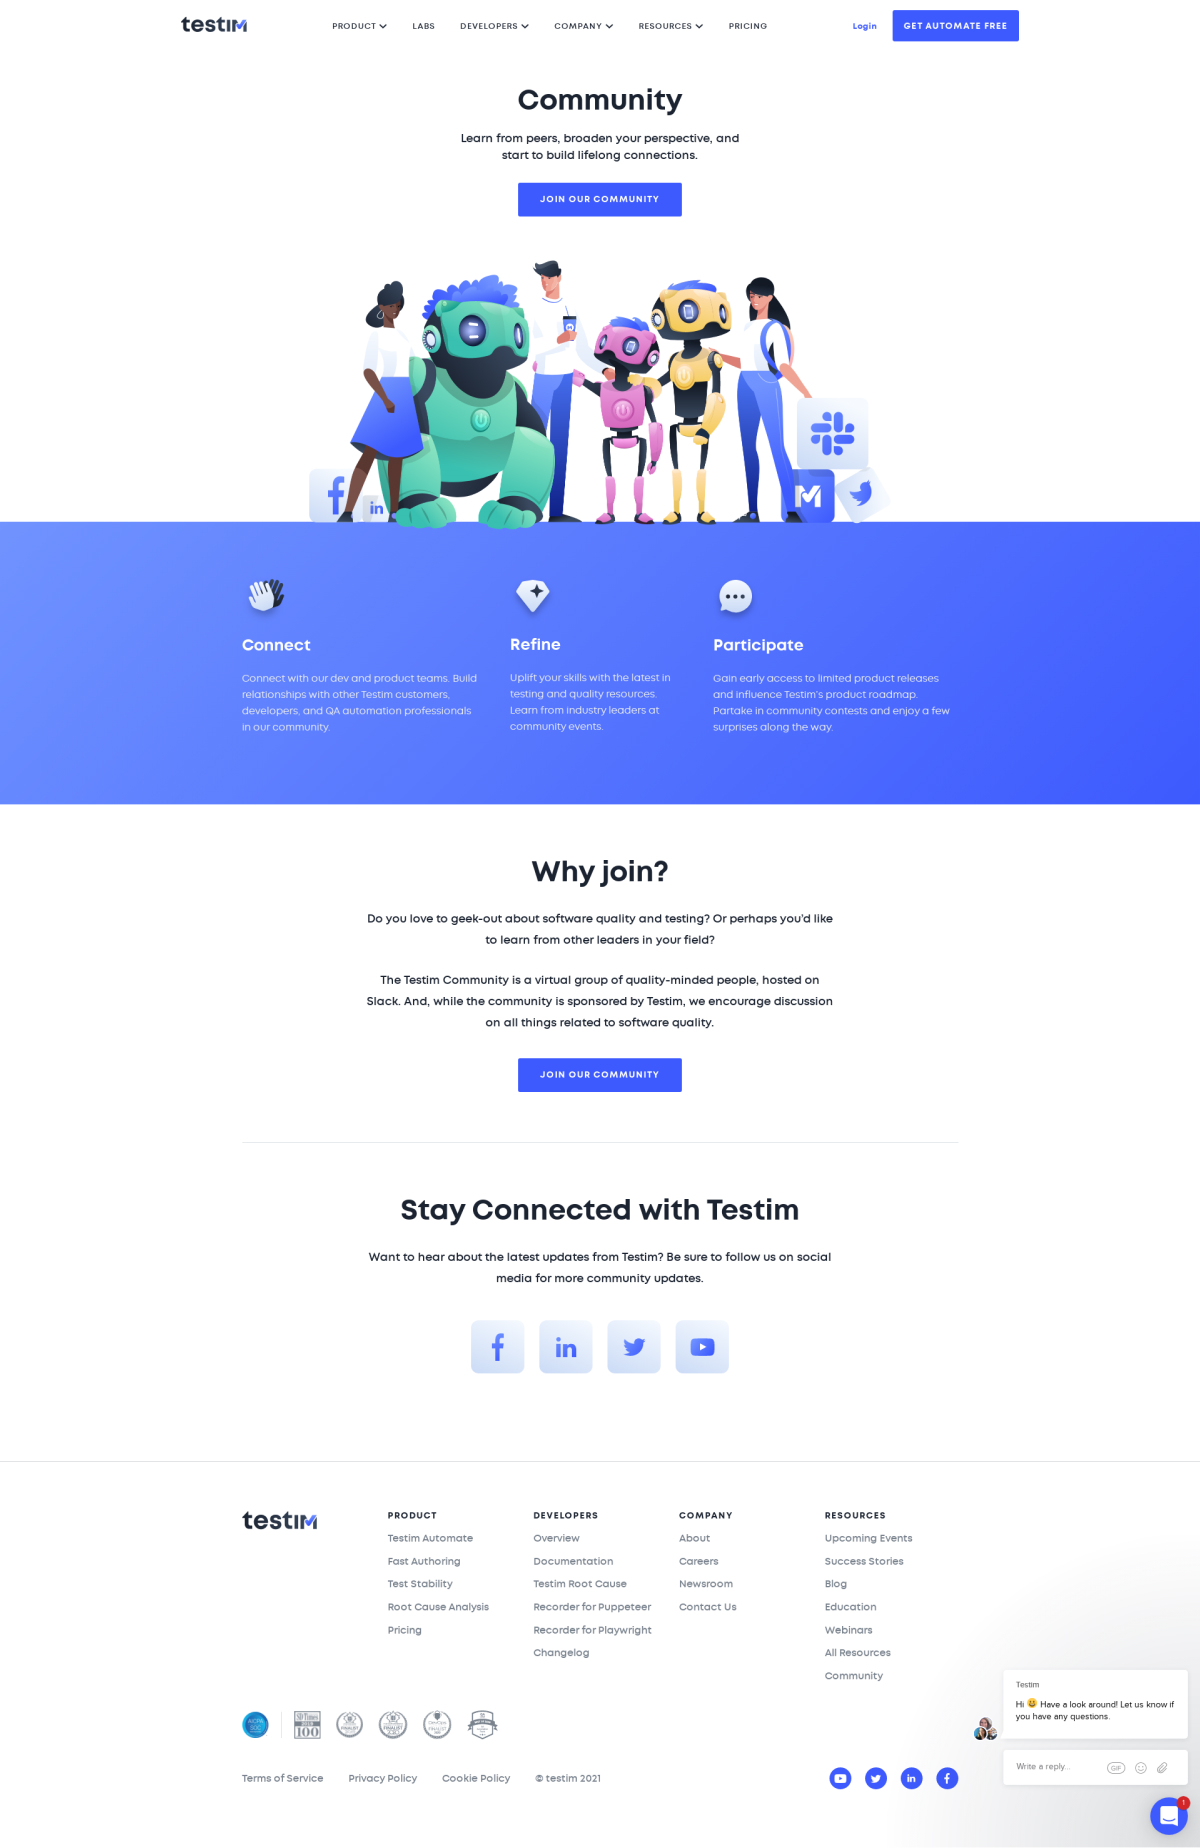 testim
PRODUCT LABS DEVELOPERS COMPANY RESOURCES PRICING
Login GET AUTOMATE FREE
Community
Learn from peers, broaden your perspective, and
start to build lifelong connections.
JOIN OUR COMMUNITY
in
Connect
Connect with our dev and product teams. Build
relationships with other Testim customers,
developers, and QA automation professionals
in our community.
Refine
Uplift your skills with the latest in
testing and quality resources.
Learn from industry leaders at
community events.
Participate
Gain early access to limited product releases
and influence Testim's product roadmap.
Partake in community contests and enjoy a few
surprises along the way.
Why join?
Do you love to geek-out about software quality and testing? Or perhaps you'd like
to learn from other leaders in your field?
The Testim Community is a virtual group of quality-minded people, hosted on
Slack. And, while the community is sponsored by Testim, we encourage discussion
on all things related to software quality.
JOIN OUR COMMUNITY
Stay Connected with Testim
Want to hear about the latest updates from Testim? Be sure to follow us on social
media for more community updates.
in
testim
PRODUCT
Testim Automate
Fast Authoring
Test Stability
Root Cause Analysis
Pricing
DEVELOPERS
Overview
Documentation
Testim Root Cause
Recorder for Puppeteer
Recorder for Playwright
Changelog
COMPANY
About
Careers
Newsroom
Contact Us
RESOURCES
Upcoming Events
Success Stories
Blog
Education
Webinars
All Resources
Community
SD Times
100
FINALIST
FINALIST
FINALIST
Terms of Service Privacy Policy Cookie Policy © testim 2021
in
Testim
Hi 😃 Have a look around! Let us know if
you have any questions.
Write a reply...
GIF
1